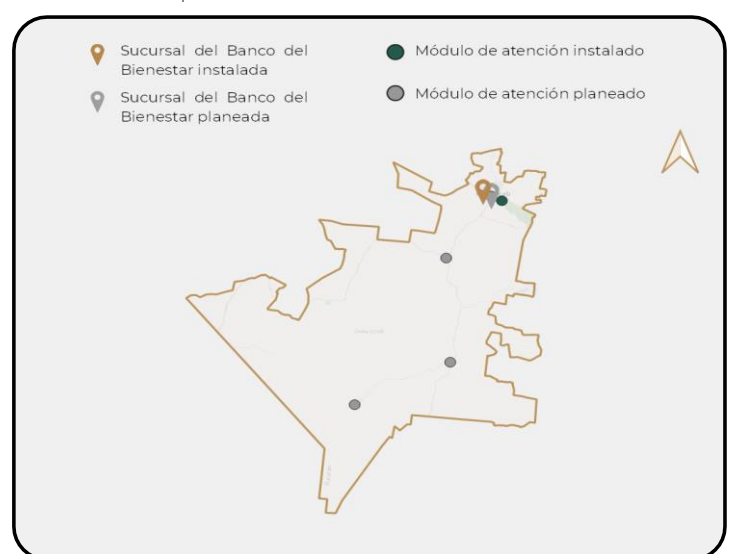 Sucursal del Banco del
Bienestar instalada
Sucursal del Banco del
Bienestar planeada
Módulo de atención instalado
Módulo de atención planeado